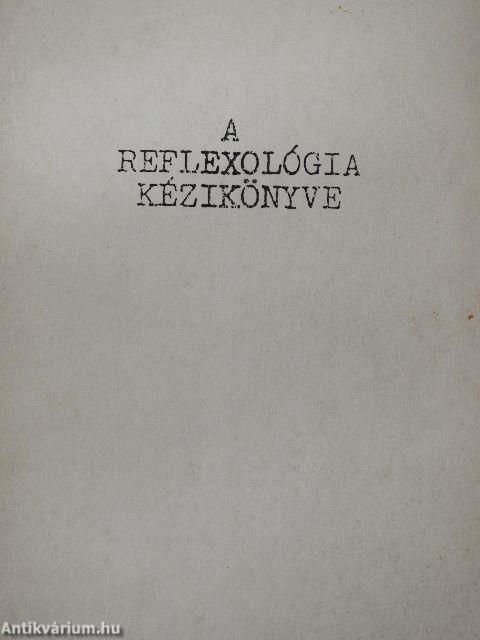 A
REFLEXOLÓGIA
KÉZIKÖNYVE
Antikvárium.hu